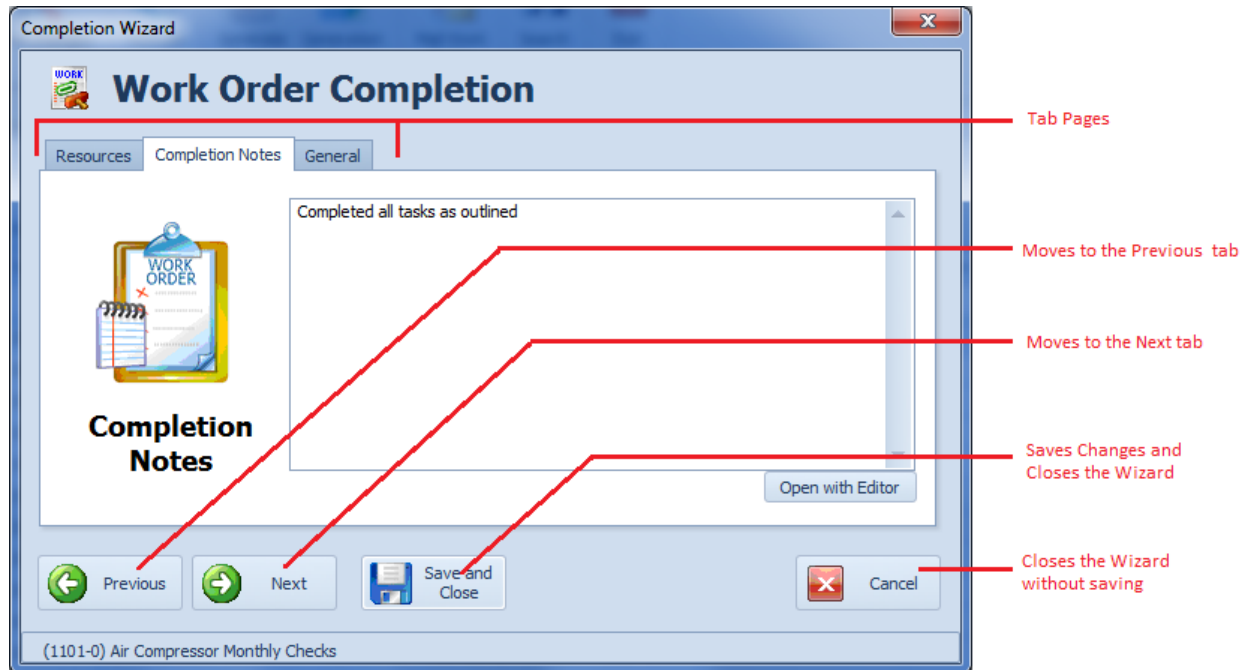 Completion Wizard
WORK
Work Order Completion
Tab Pages
Resources Completion Notes General
Completed all tasks as outlined
WORK
ORDER
Moves to the Previous tab
Moves to the Next tab
Completion
Notes
Saves Changes and
Closes the Wizard
Open with Editor
Closes the Wizard
without saving
Previous
Next
Save and
Close
Cancel
(1101-0) Air Compressor Monthly Checks